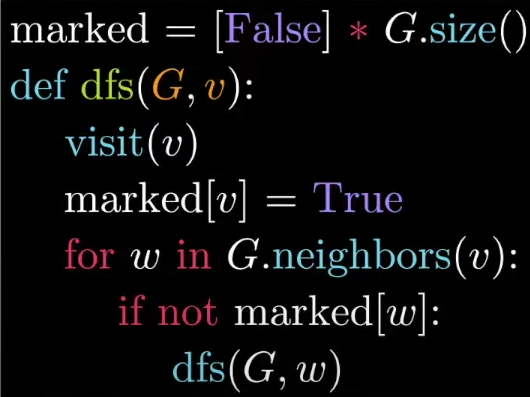 marked = [False] * G.size()
def dfs(G, v):
visit(v)
marked[v] = True
for w in G.neighbors(v):
if not marked[w]:
dfs(G, w)